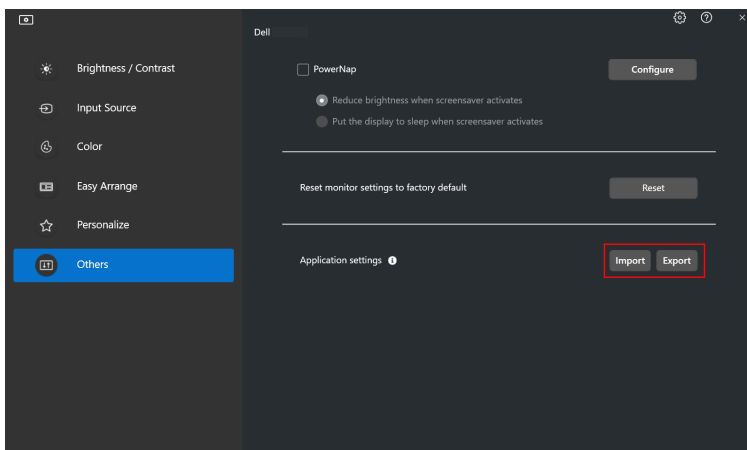 Dell
Brightness / Contrast
Input Source
Color
Easy Arrange
Personalize
Others
PowerNap
Configure
Reduce brightness when screensaver activates
Put the display to sleep when screensaver activates
Reset monitor settings to factory default
Reset
Application settings
Import
Export